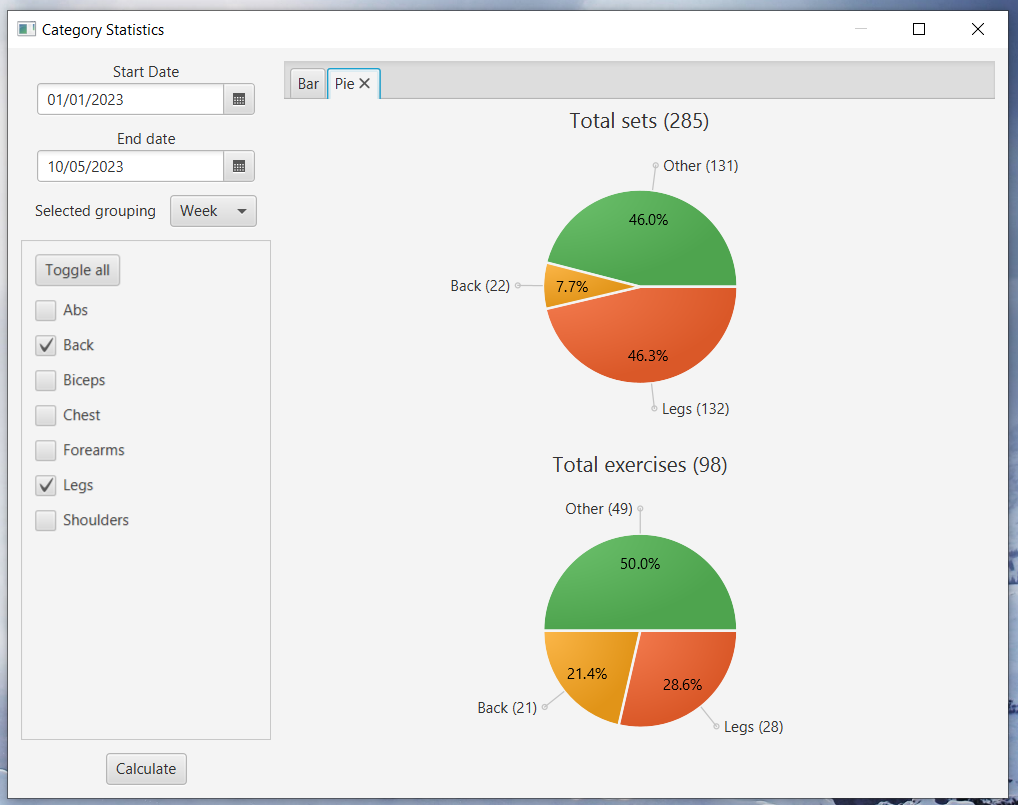 Category Statistics
Start Date
01/01/2023
End date
10/05/2023
Selected grouping Week
Toggle all
Abs
Back
Biceps
Chest
Forearms
Legs
Shoulders
Calculate
Bar Pie
Total sets (285)
Other (131)
46.0%
Back (22) 7.7%
46.3%
Legs (132)
Total exercises (98)
Other (49)
50.0%
21.4%
28.6%
Back (21)
Legs (28)